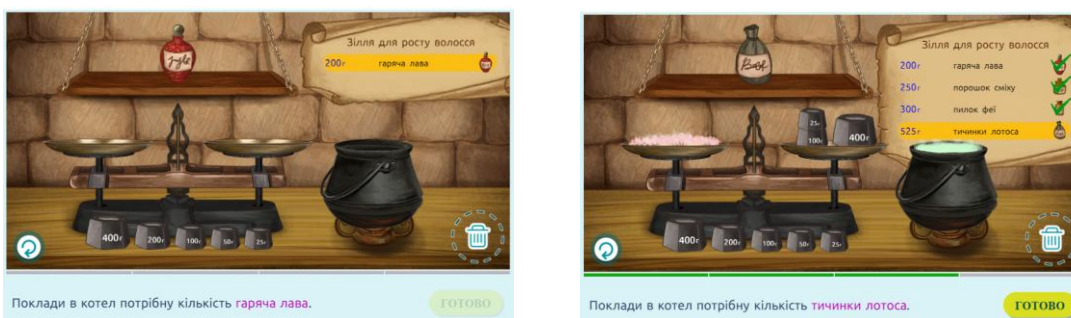 Зілля для росту волосся
200г гаряча лава
400г 200г 100г 50г 25г
Поклади в котел потрібну кількість гаряча лава.
ГОТОВО
Зілля для росту волосся
200г гаряча лава
250г порошок сміху
300г пилок феї
525г тичинки лотоса
25г
100г 400г
400г 200г 100г 50г 25г
Поклади в котел потрібну кількість тичинки лотоса.
ГОТОВО